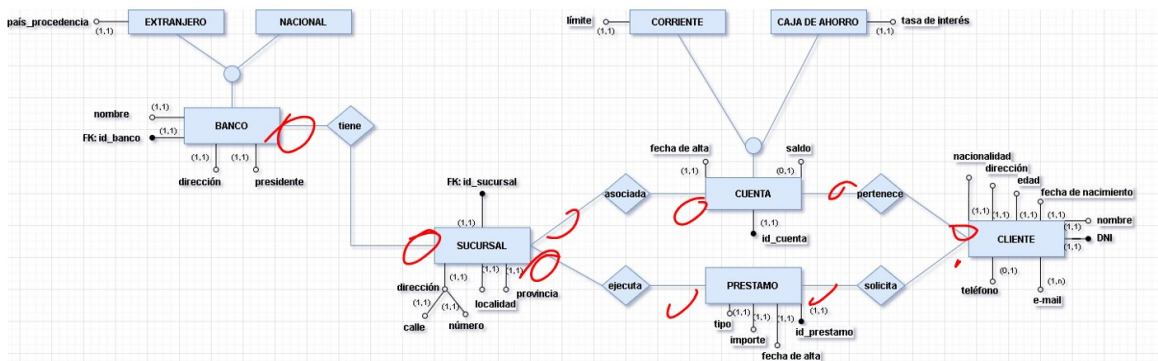 país_procedencia
(1,1)
EXTRANJERO
NACIONAL
límite
(1,1)
CORRIENTE
CAJA DE AHORRO
(1,1)
tasa de interés
nombre
(1,1)
FK: id_banco
(1,1)
BANCO
(1,1)
(1,1)
dirección
presidente
tiene
FK: id_sucursal
(1,1)
SUCURSAL
(1,1)
(1,1)
(1,1)
dirección
localidad
provincia
(1,1)
(1,1)
calle
número
asociada
fecha de alta
(1,1)
saldo
(0,1)
CUENTA
(1,1)
id_cuenta
pertenece
ejecuta
PRESTAMO
(1,1)
(1,1)
(1,1)
(1,1)
tipo
importe
fecha de alta
id_prestamo
solicita
nacionalidad
dirección
edad
fecha de nacimiento
(1,1)
(1,1)
(1,1)
(1,1)
nombre
(1,1)
DNI
(1,1)
CLIENTE
(0,1)
teléfono
(1,n)
e-mail